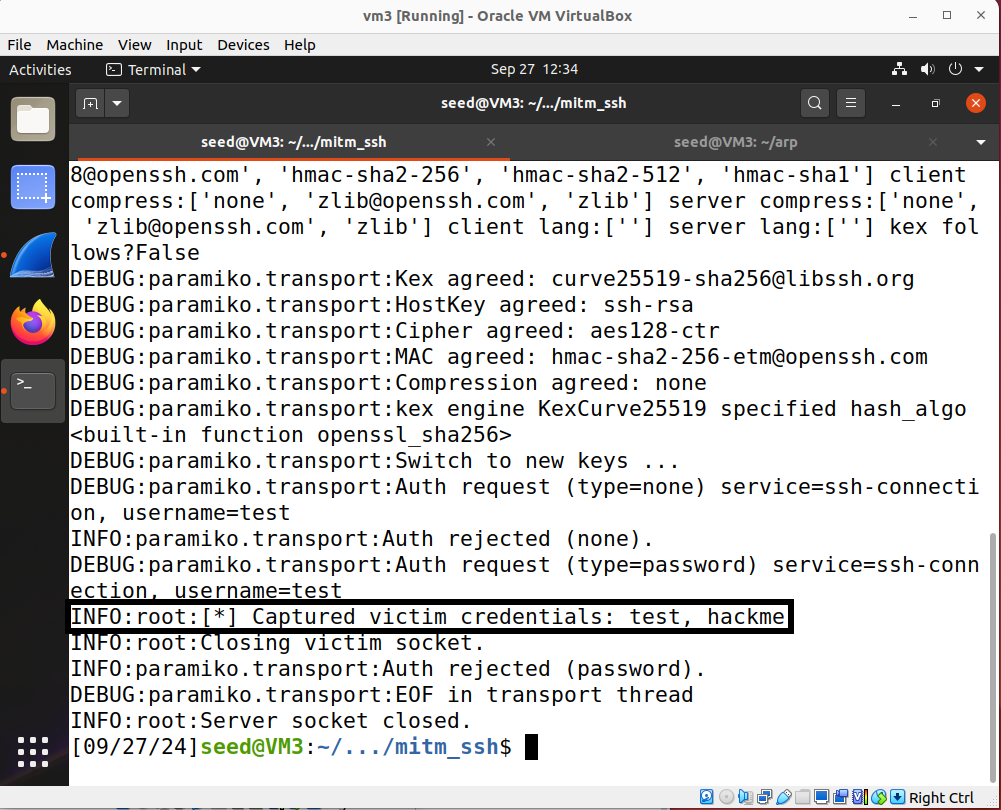 vm3 [Running] - Oracle VM VirtualBox
File Machine View Input Devices Help
Activities Terminal Sep 27 12:34
seed@VM3: ~/.../mitm_ssh
seed@VM3: ~/.../mitm_ssh seed@VM3: ~/arp
8@openssh.com', 'hmac-sha2-256', 'hmac-sha2-512', 'hmac-sha1'] client
compress:['none', 'zlib@openssh.com', 'zlib'] server compress:['none',
'zlib@openssh.com', 'zlib'] client lang:[''] server lang:[''] kex fol
lows?False
DEBUG:paramiko.transport:Kex agreed: curve25519-sha256@libssh.org
DEBUG:paramiko.transport:HostKey agreed: ssh-rsa
DEBUG:paramiko.transport:Cipher agreed: aes128-ctr
DEBUG:paramiko.transport:MAC agreed: hmac-sha2-256-etm@openssh.com
DEBUG:paramiko.transport:Compression agreed: none
DEBUG:paramiko.transport:kex engine KexCurve25519 specified hash_algo
<built-in function openssl_sha256>
DEBUG:paramiko.transport:Switch to new keys ...
DEBUG:paramiko.transport:Auth request (type=none) service=ssh-connecti
on, username=test
INFO:paramiko.transport:Auth rejected (none).
DEBUG:paramiko.transport:Auth request (type=password) service=ssh-conn
ection, username=test
INFO:root:[*] Captured victim credentials: test, hackme
INFO:root:Closing victim socket.
INFO:paramiko.transport:Auth rejected (password).
DEBUG:paramiko.transport:EOF in transport thread
INFO:root:Server socket closed.
[09/27/24]seed@VM3:~/.../mitm_ssh$
Right Ctrl